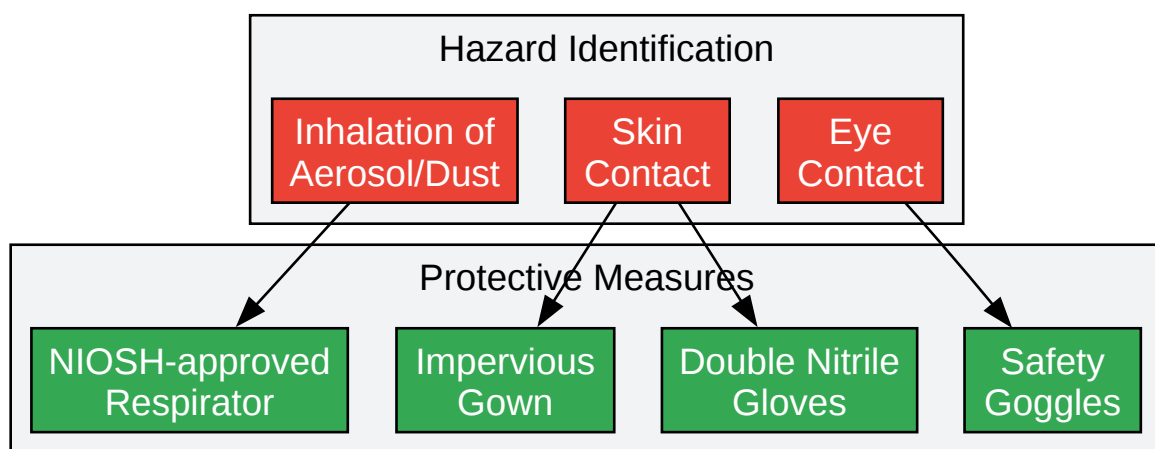 Hazard Identification
Inhalation of
Aerosol/Dust
Skin
Contact
Eye
Contact
Protective Measures
NIOSH-approved
Respirator
Impervious
Gown
Double Nitrile
Gloves
Safety
Goggles